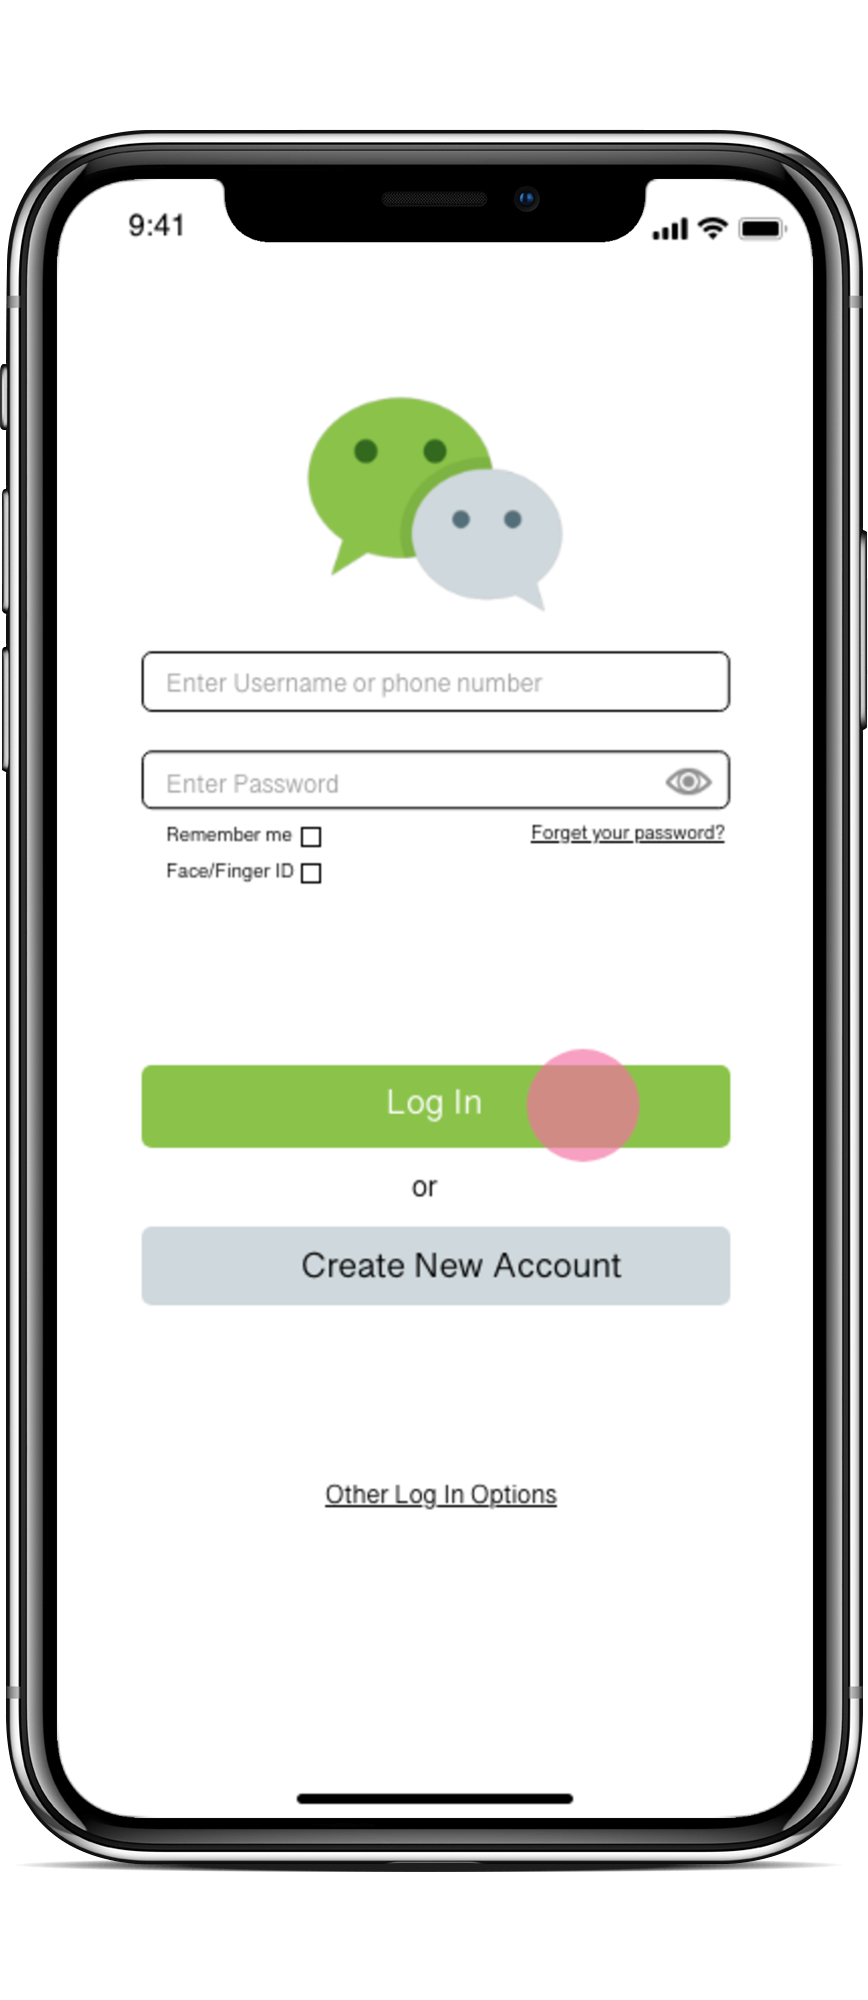 9:41
Enter Username or phone number
Enter Password
Remember me
Forget your password?
Face/Finger ID
Log In
or
Create New Account
Other Log In Options